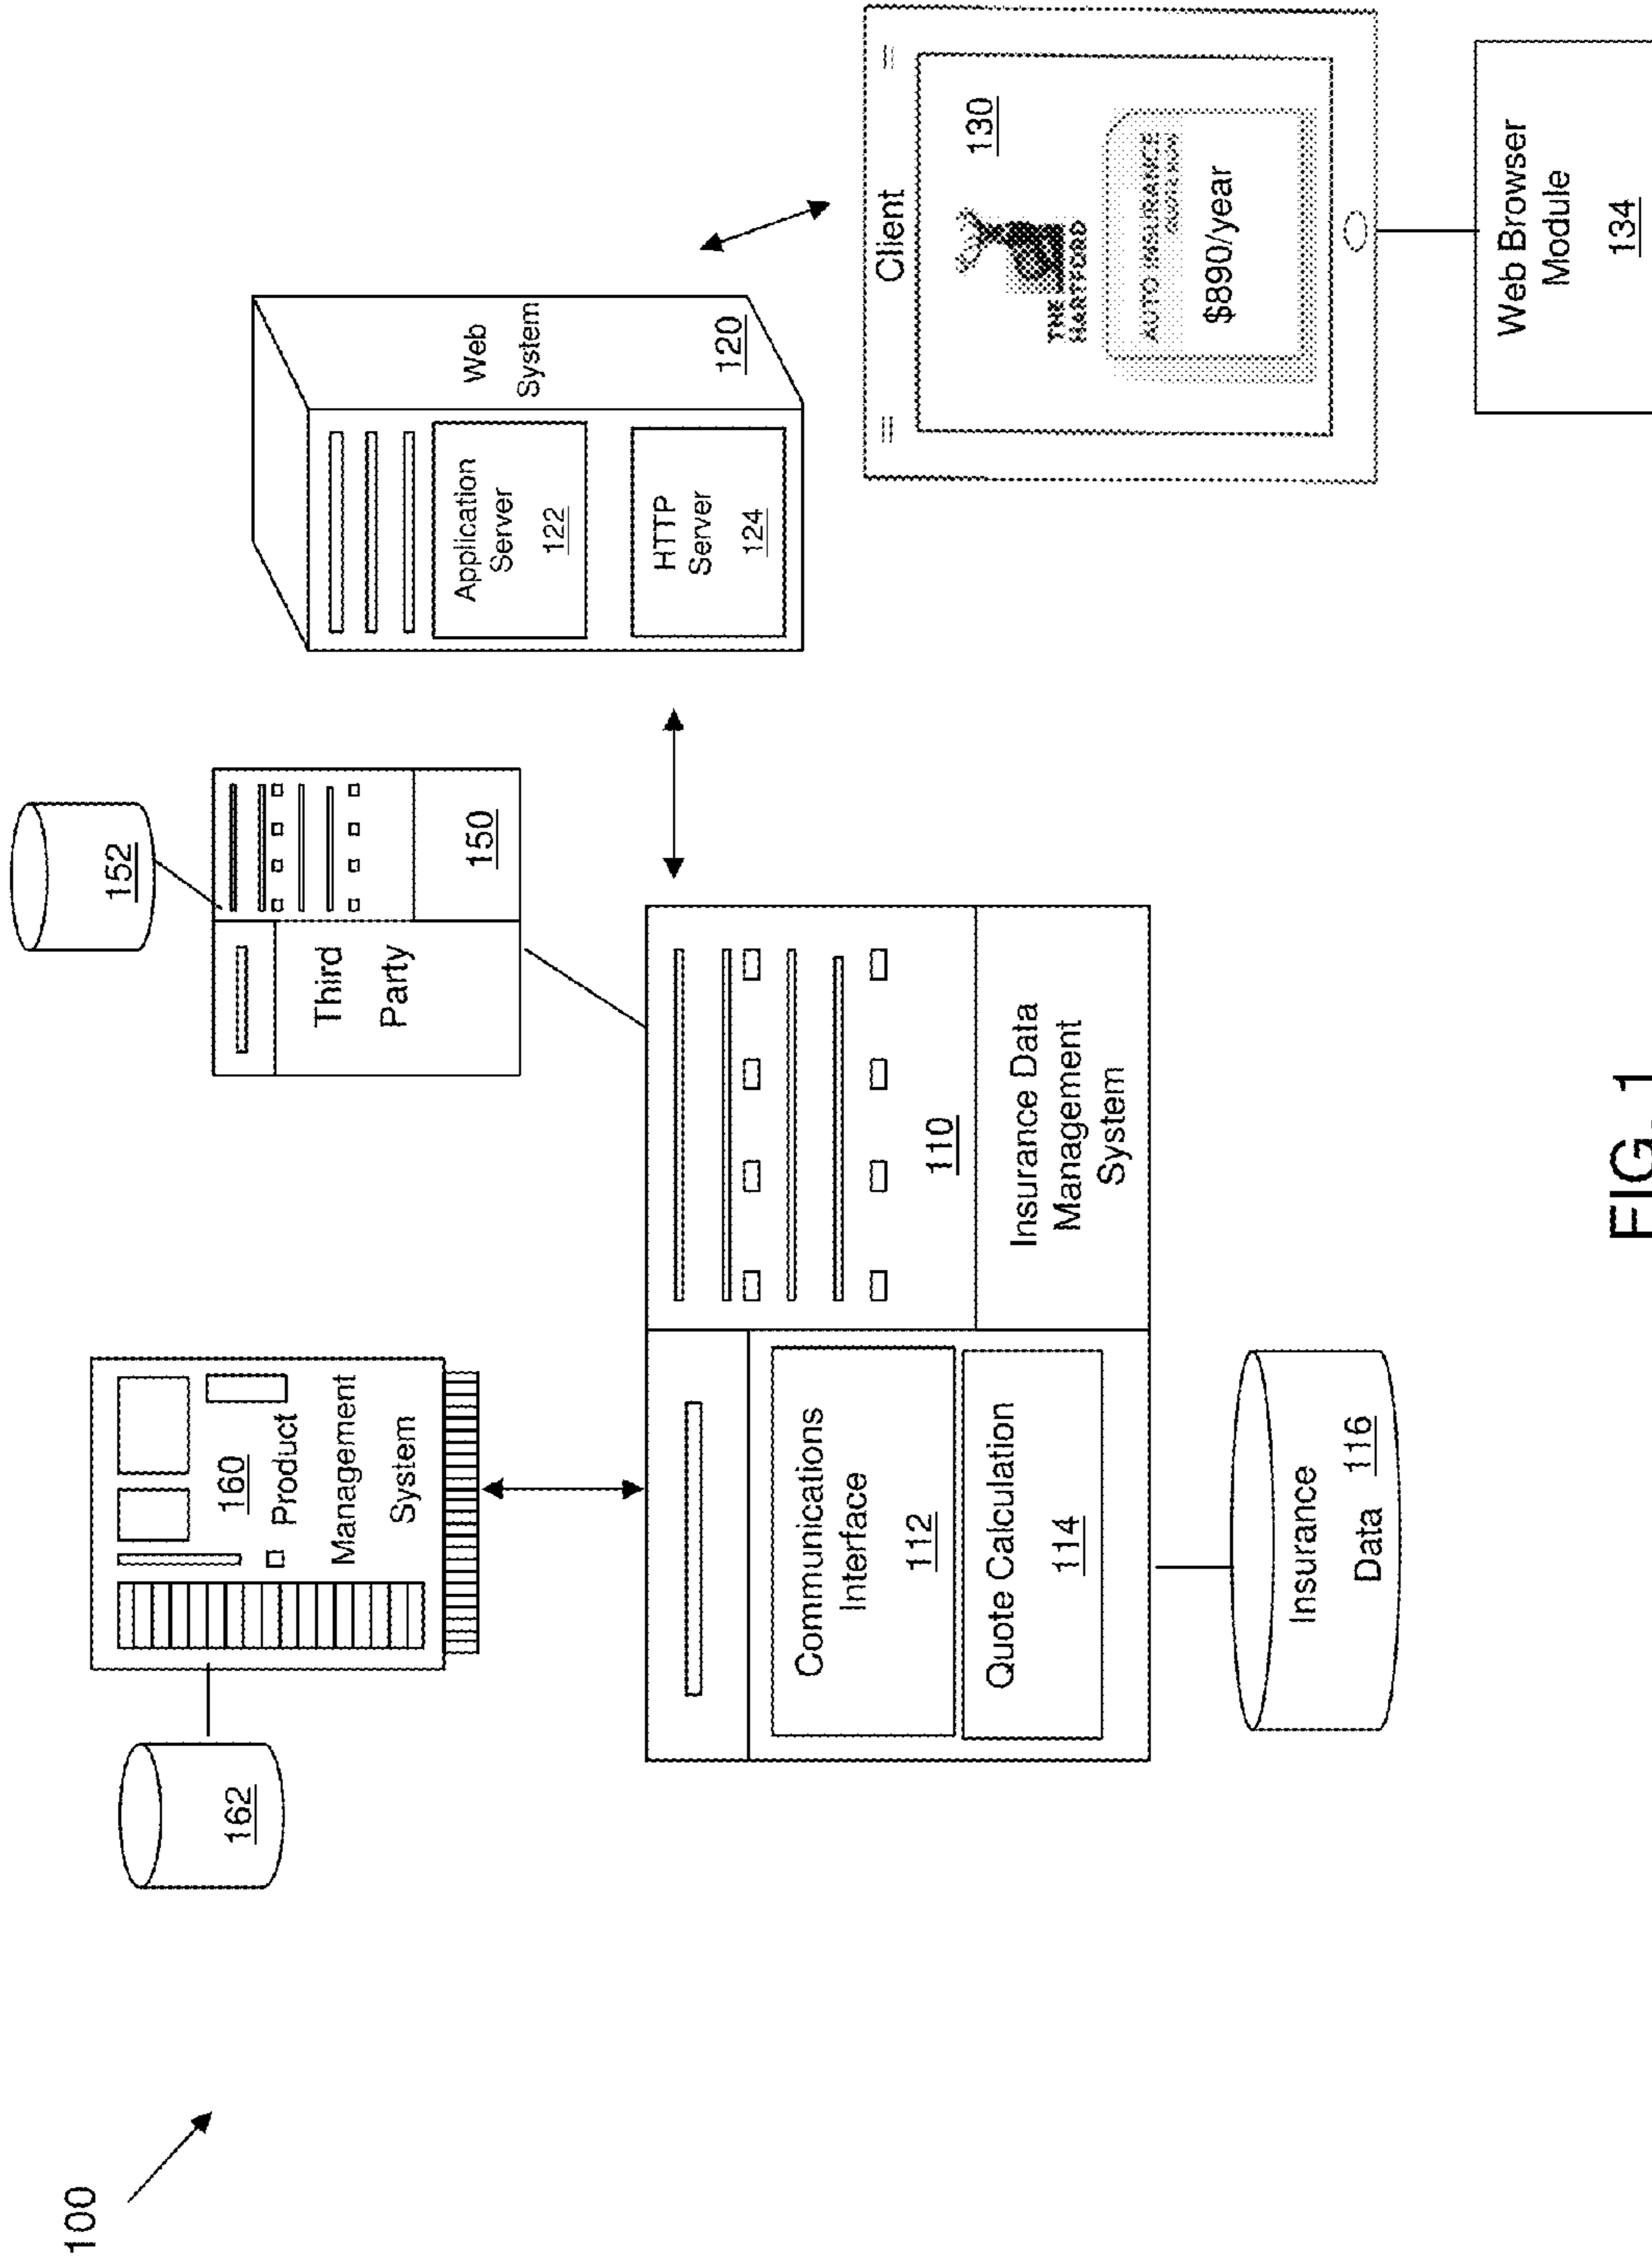 100
162
160
Product
Management
System
152
Third
Party
150
Web
System
120
Application
Server
122
HTTP
Server
124
Communications
Interface
112
Quote Calculation
114
110
Insurance Data
Management
System
Insurance
Data
116
Client
130
THE
HARTFORD
AUTO INSURANCE
$890/year
Web Browser
Module
134
FIG. 1